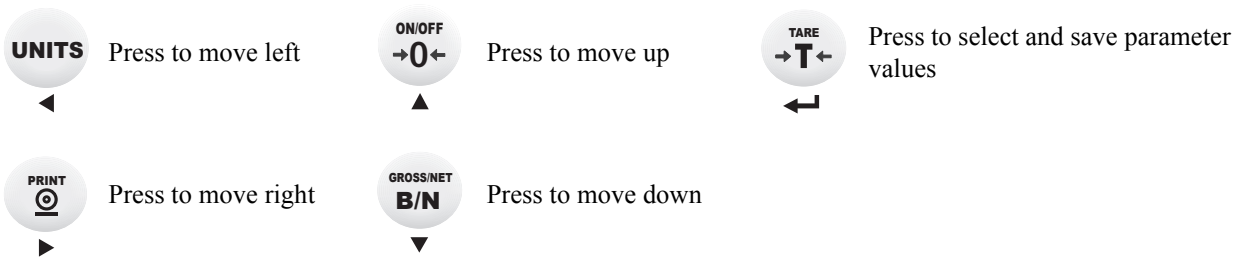 UNITS
Press to move left
ON/OFF
→0←
Press to move up
TARE
→T←
Press to select and save parameter
values
PRINT
Press to move right
GROSS/NET
B/N
Press to move down